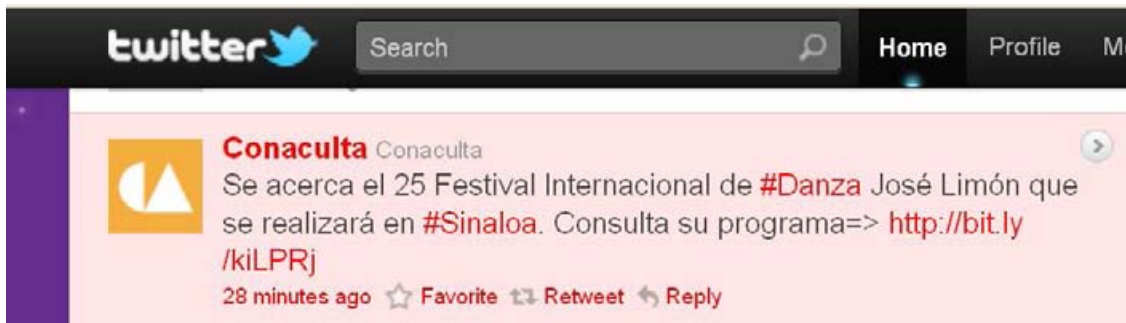 twitter Search Home Profile
Conaculta Conaculta
Se acerca el 25 Festival Internacional de #Danza José Limón que
se realizará en #Sinaloa. Consulta su programa=> http://bit.ly
/kiLPRj
28 minutes ago Favorite Retweet Reply